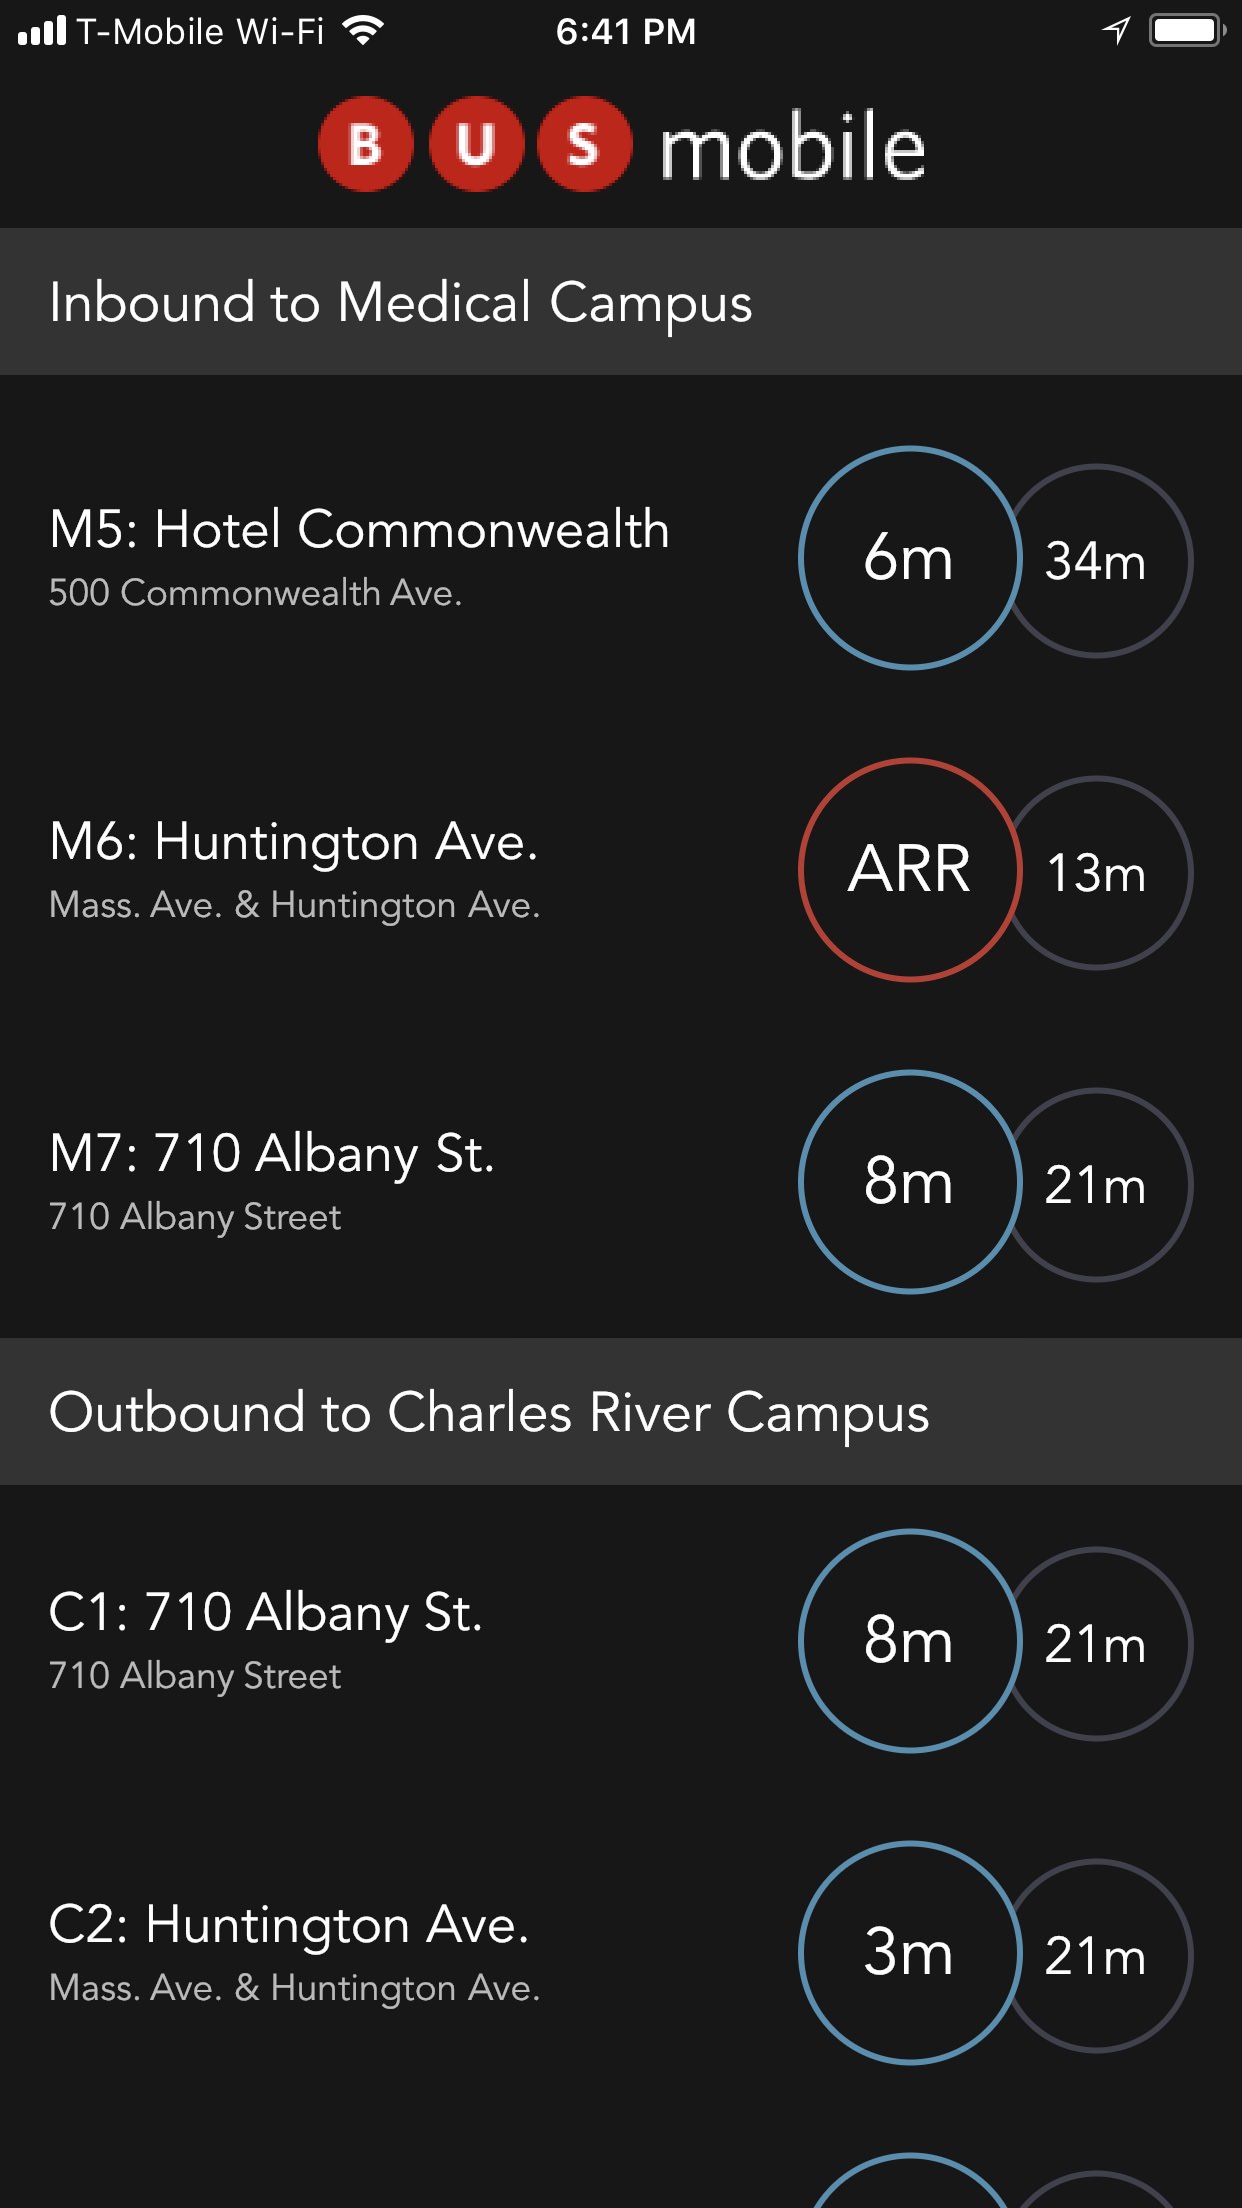 T-Mobile Wi-Fi 6:41 PM
BUS mobile
Inbound to Medical Campus
M5: Hotel Commonwealth
500 Commonwealth Ave.
6m 34m
M6: Huntington Ave.
Mass. Ave. & Huntington Ave.
ARR 13m
M7: 710 Albany St.
710 Albany Street
8m 21m
Outbound to Charles River Campus
C1: 710 Albany St.
710 Albany Street
8m 21m
C2: Huntington Ave.
Mass. Ave. & Huntington Ave.
3m 21m